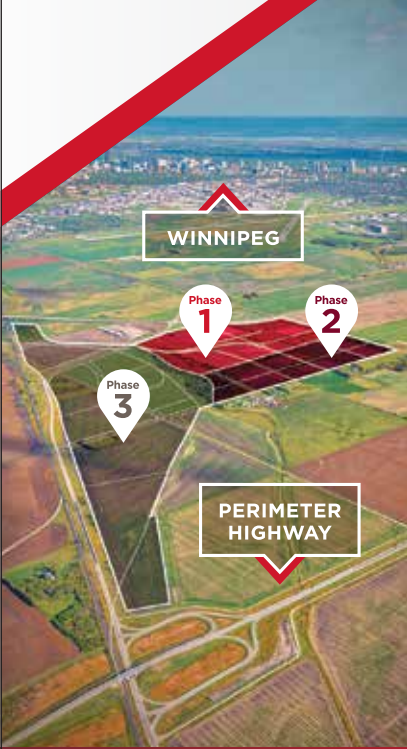 WINNIPEG
Phase
1
Phase
2
Phase
3
PERIMETER
HIGHWAY